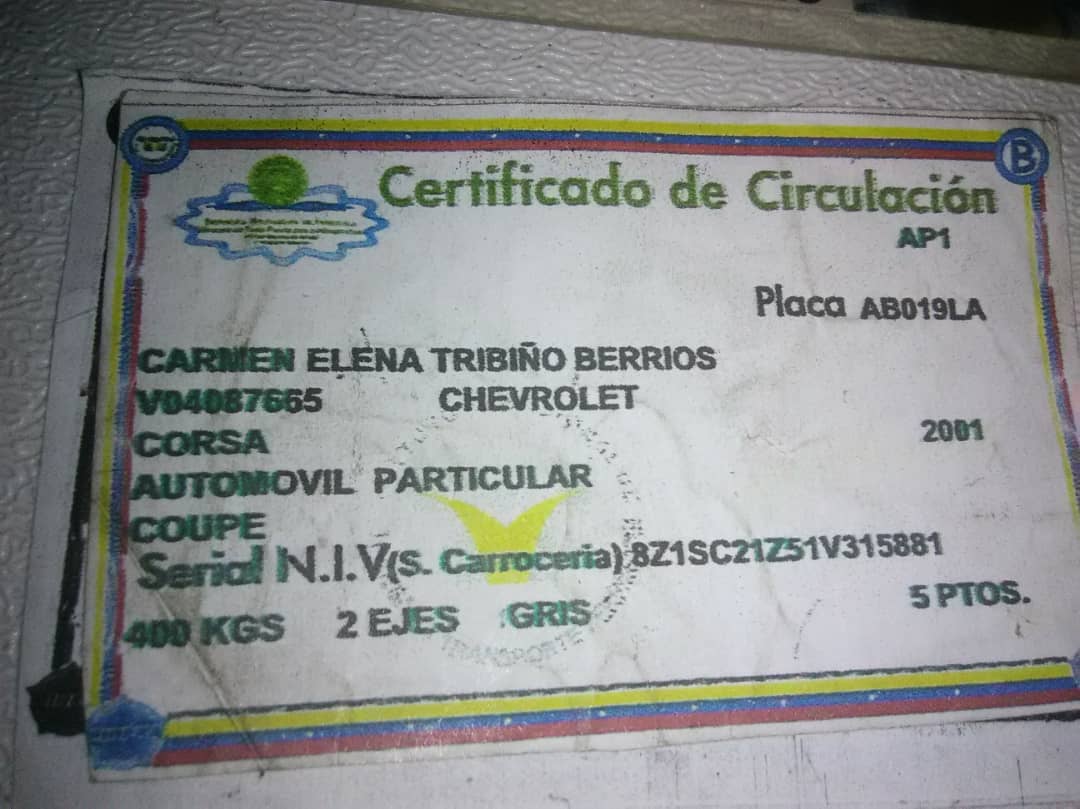 B
Certificado de Circulación
AP1
Placa AB019LA
CARMEN ELENA TRIBIÑO BERRIOS
V04087665 CHEVROLET
CORSA 2001
AUTOMOVIL PARTICULAR
COUPE
Serial N.I.V(s. Carroceria) 8Z1SC21Z51V315881
400 KGS 2 EJES GRIS 5 PTOS.
TRANSPORTE